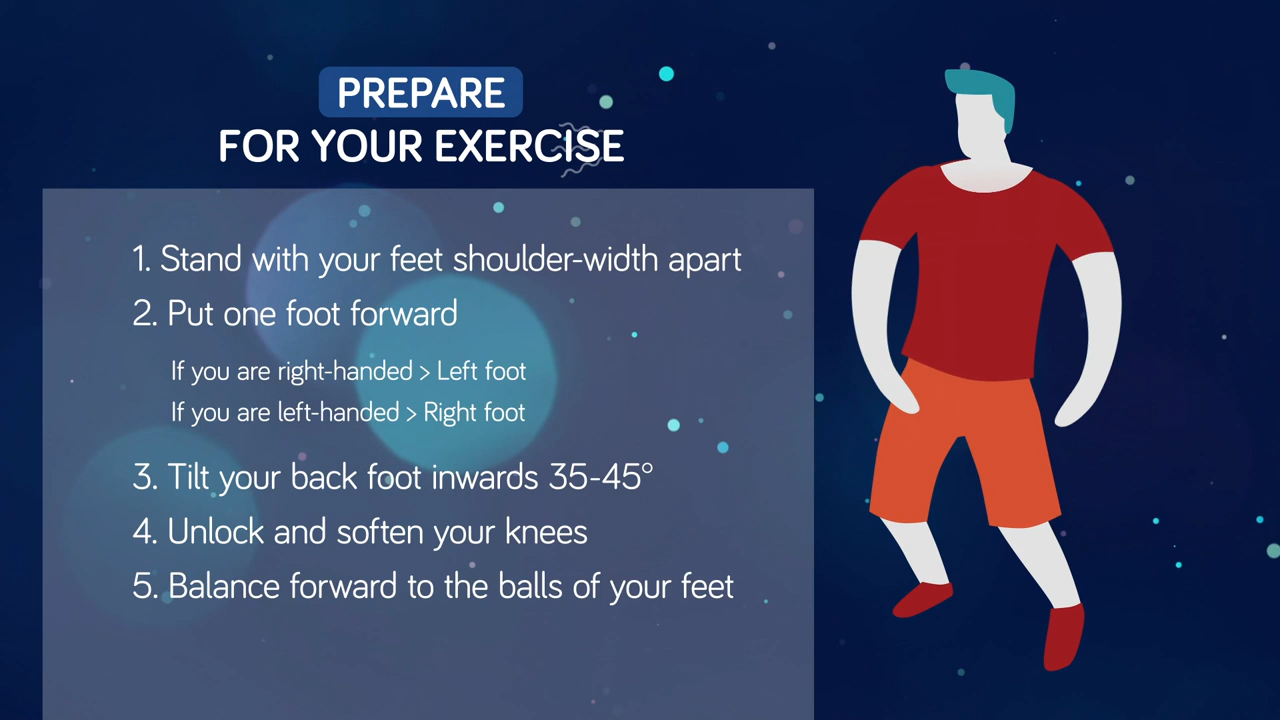 PREPARE
FOR YOUR EXERCISE
1. Stand with your feet shoulder-width apart
2. Put one foot forward
If you are right-handed > Left foot
If you are left-handed > Right foot
3. Tilt your back foot inwards 35-45°
4. Unlock and soften your knees
5. Balance forward to the balls of your feet